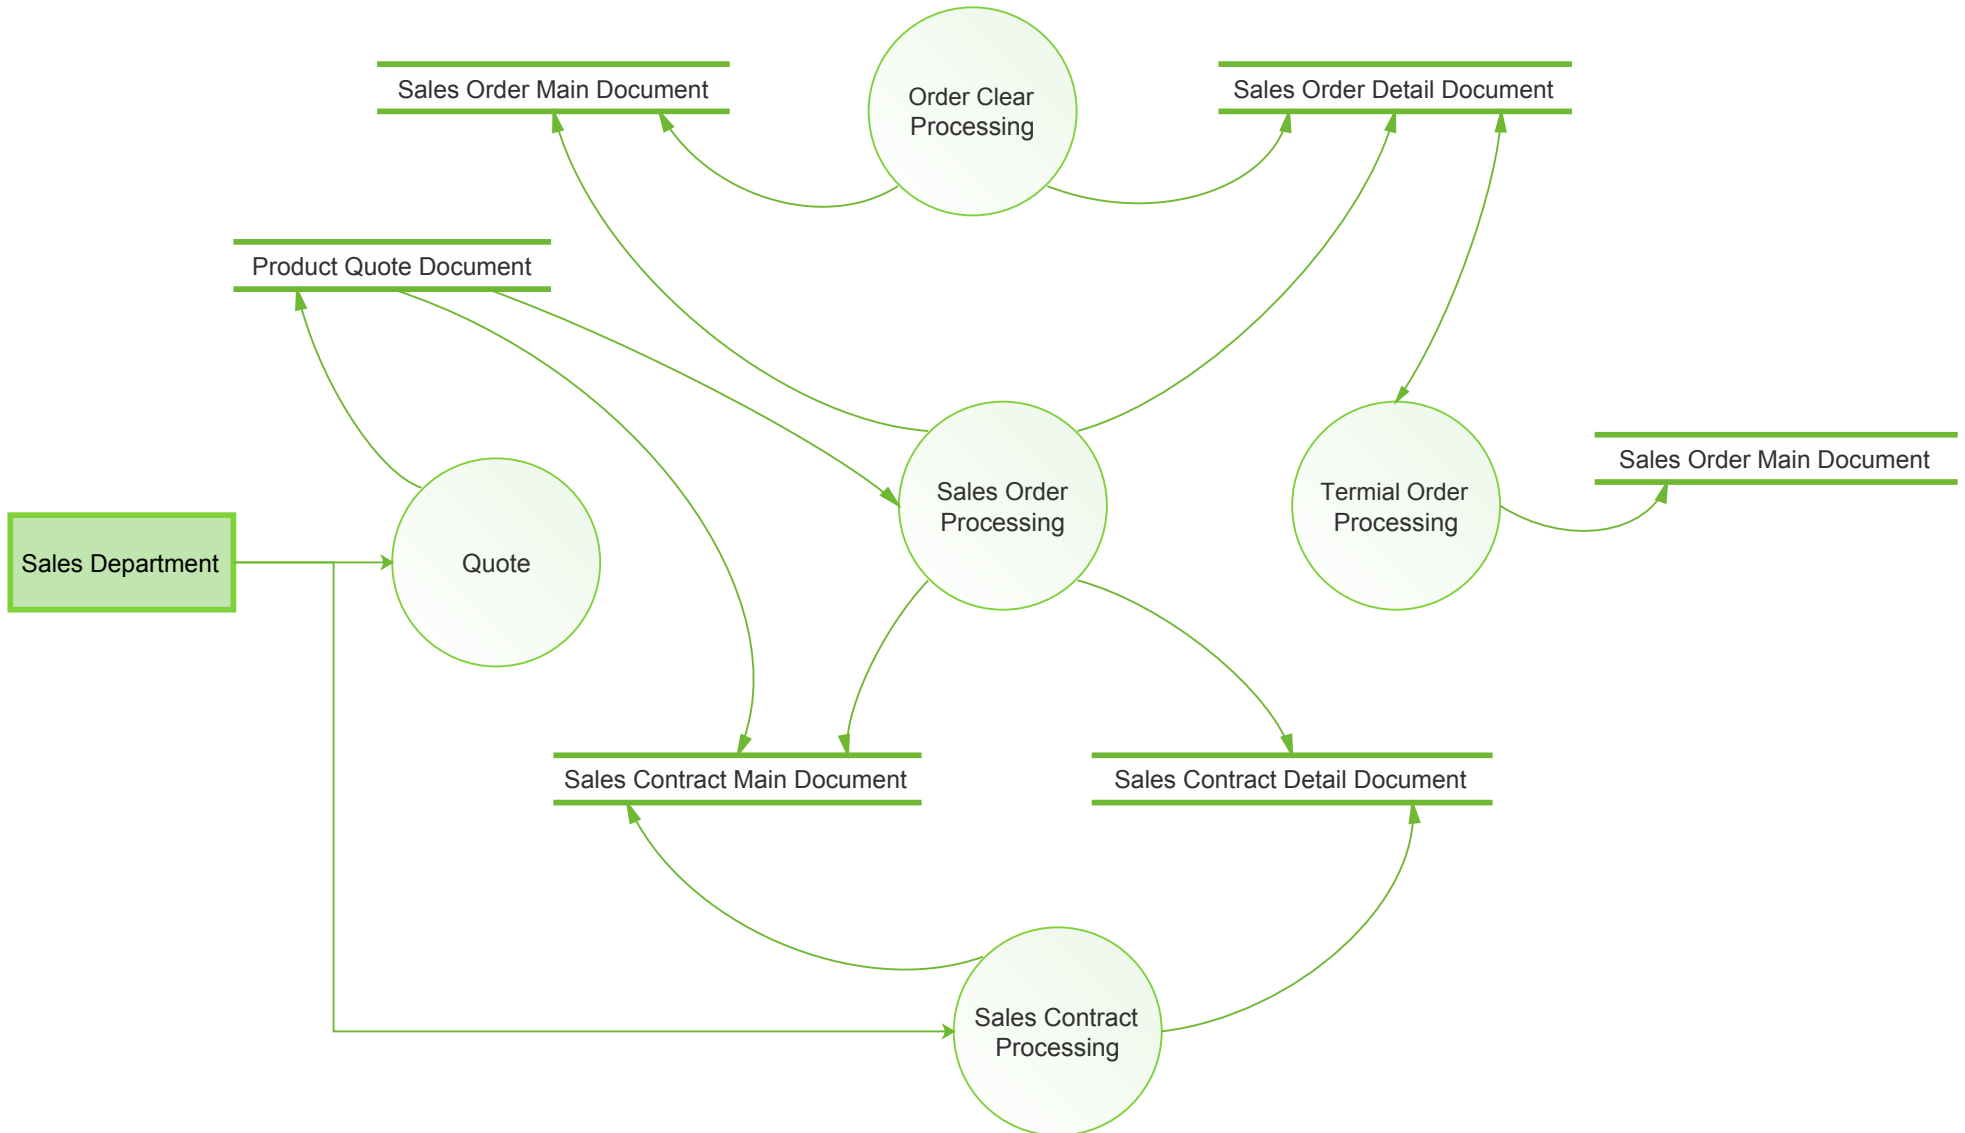 Sales Order Main Document
Order Clear
Processing
Sales Order Detail Document
Product Quote Document
Sales Order Main Document
Sales Order
Processing
Termial Order
Processing
Sales Department
Quote
Sales Contract Main Document
Sales Contract Detail Document
Sales Contract
Processing